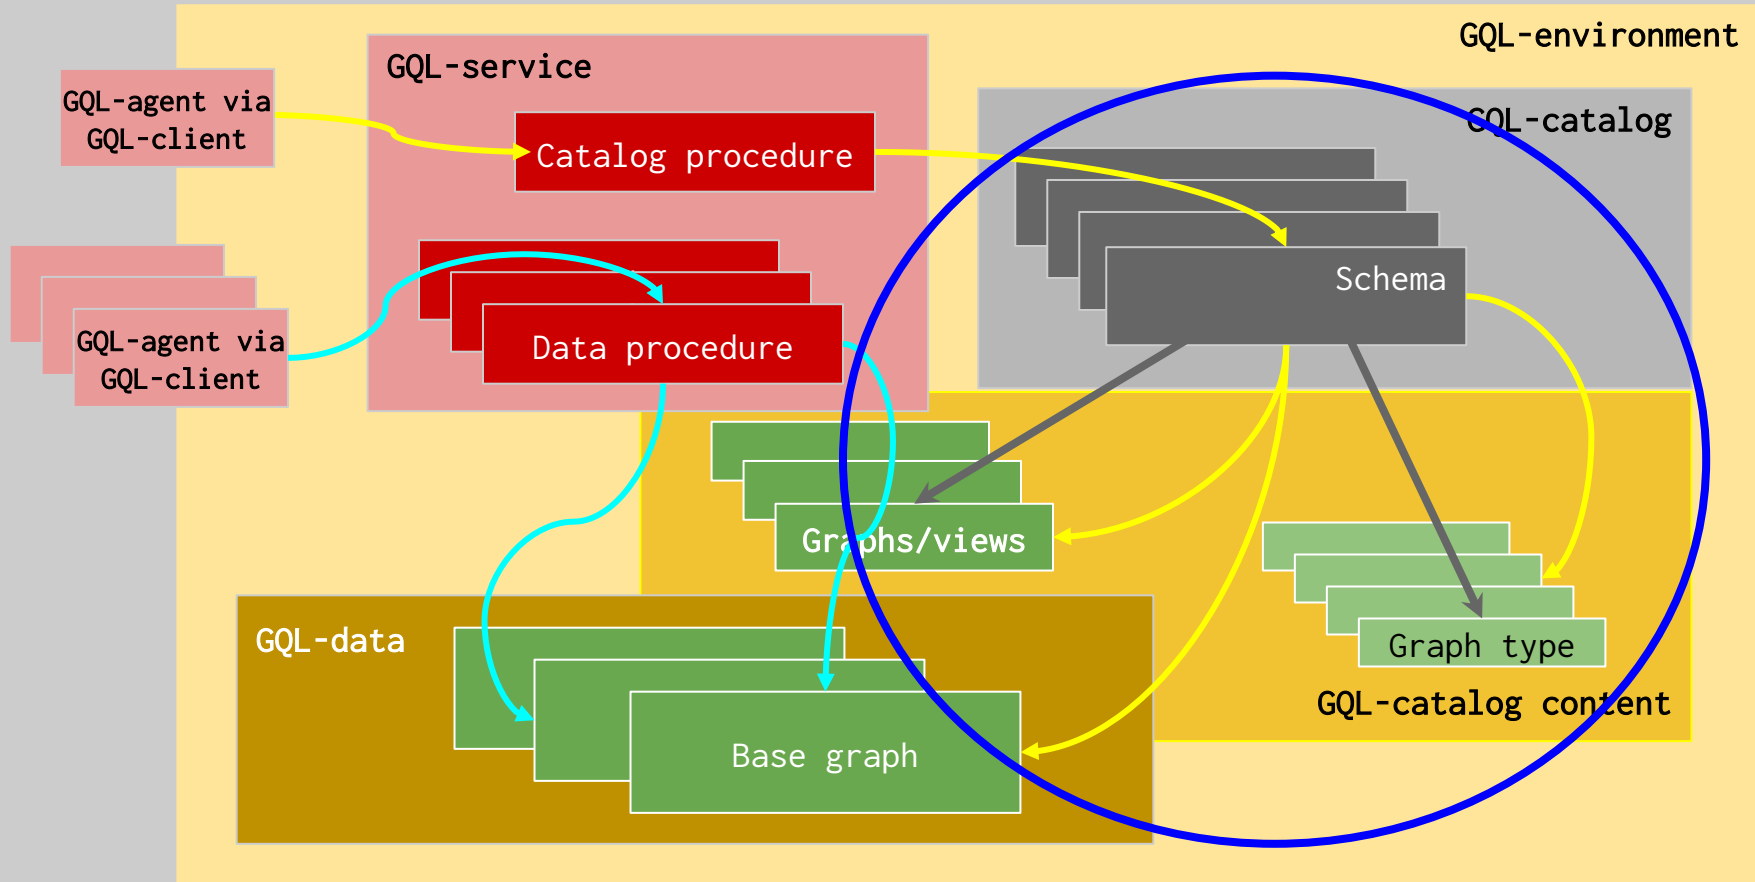 GQL-environment
GQL-service
GQL-agent via
GQL-client
GQL-catalog
Catalog procedure
Schema
GQL-agent via
GQL-client
Data procedure
Graphs/views
GQL-data
Graph type
GQL-catalog content
Base graph